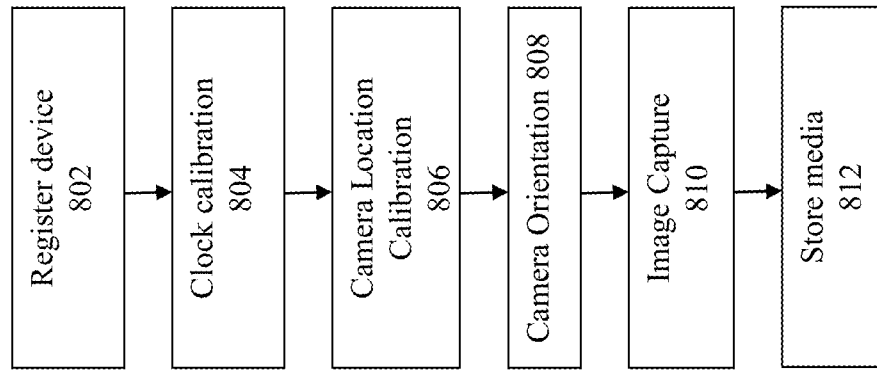 Register device
802
Clock calibration
804
Camera Location
Calibration
806
Camera Orientation 808
Image Capture
810
Store media
812